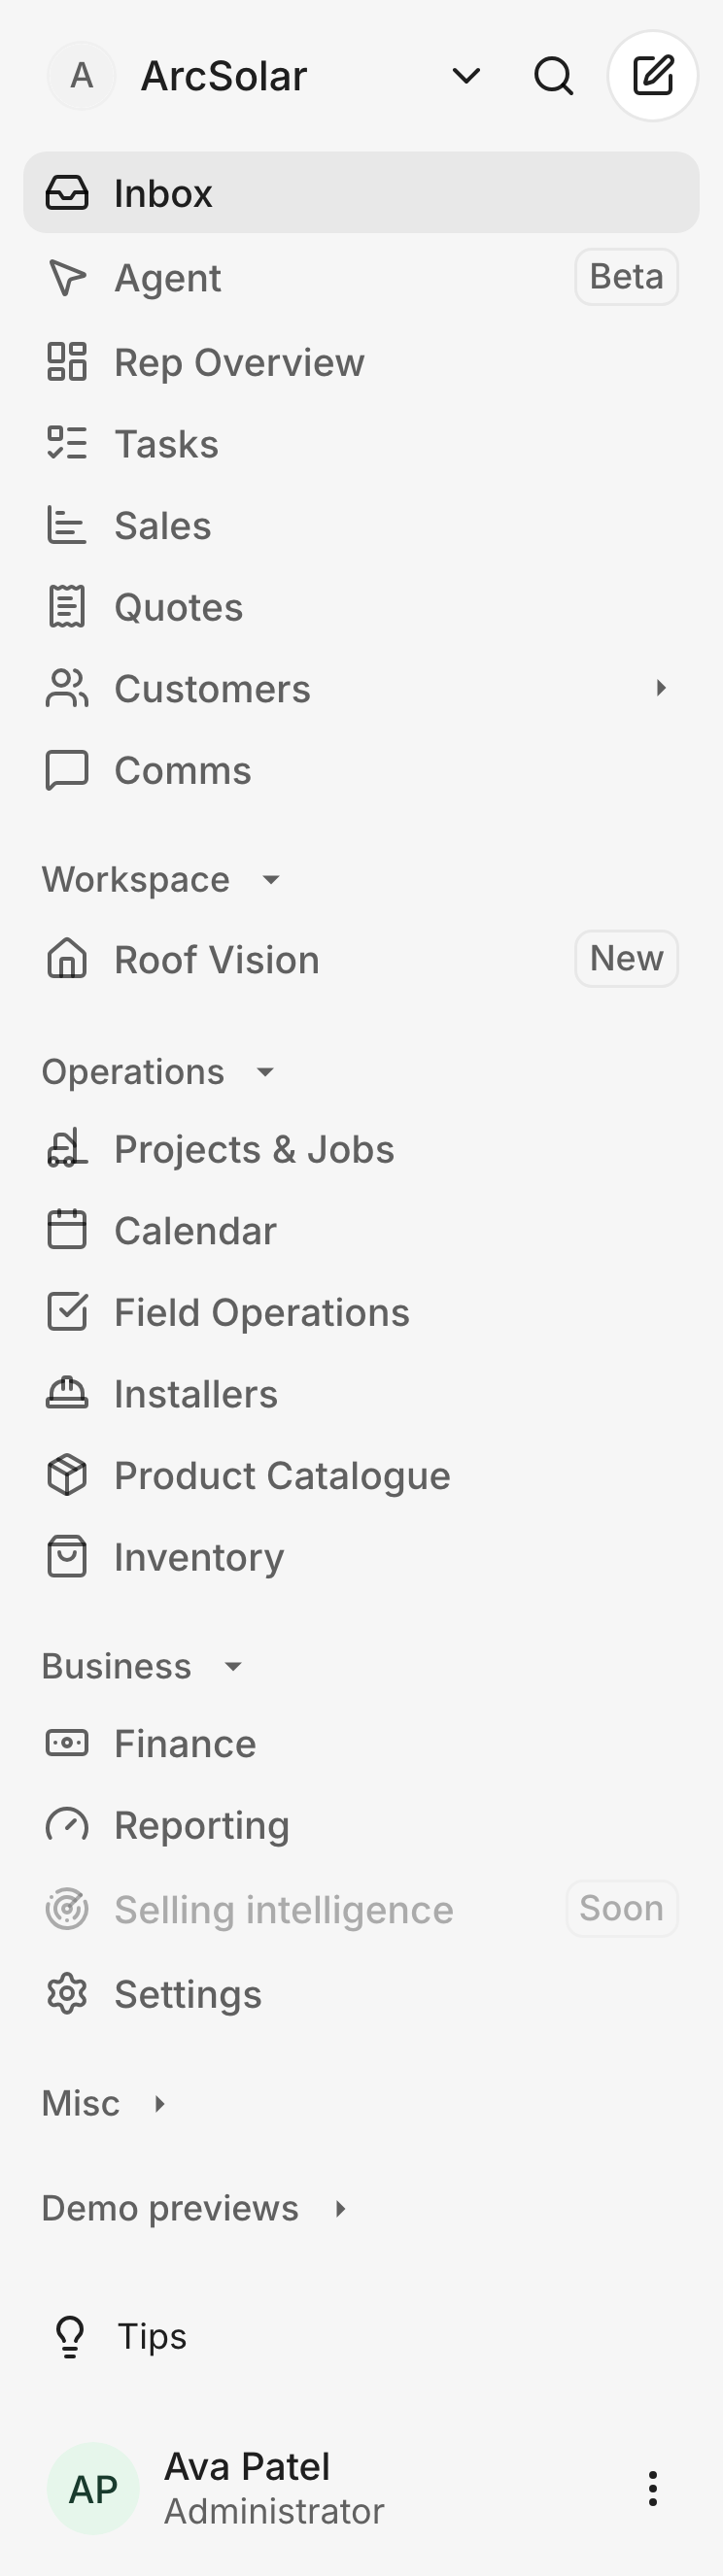 A ArcSolar
Inbox
Agent Beta
Rep Overview
Tasks
Sales
Quotes
Customers
Comms
Workspace
Roof Vision New
Operations
Projects & Jobs
Calendar
Field Operations
Installers
Product Catalogue
Inventory
Business
Finance
Reporting
Selling intelligence Soon
Settings
Misc
Demo previews
Tips
AP Ava Patel
Administrator